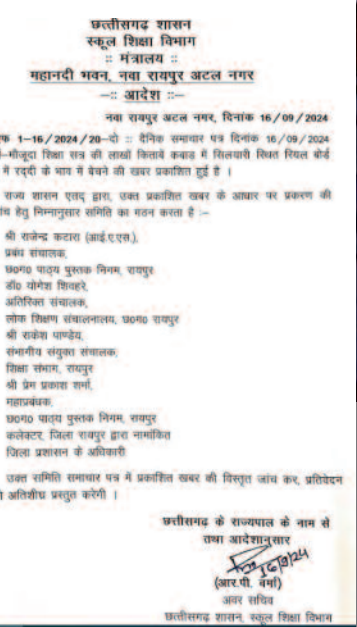 छत्तीसगढ़ शासन
स्कूल शिक्षा विभाग
:: मंत्रालय ::
महानदी भवन, नवा रायपुर अटल नगर
—:: आदेश ::—
नवा रायपुर अटल नगर, दिनांक 16/09/2024
1-16/2024/20-दो :: दैनिक समाचार पत्र दिनांक 16/09/2024
मौजूदा शिक्षा सत्र की लाखों किताबें कबाड़ में सिलयारी स्थित रियल बोर्ड
में रद्दी के भाव में बेचने की खबर प्रकाशित हुई है ।
राज्य शासन एतद् द्वारा, उक्त प्रकाशित खबर के आधार पर प्रकरण की
हेतु निम्नानुसार समिति का गठन करता है :–
श्री राजेन्द्र कटारा (आई.ए.एस.),
प्रबंध संचालक,
छ0ग0 पाठ्य पुस्तक निगम, रायपुर
डॉ0 योगेश शिवहरे,
अतिरिक्त संचालक,
लोक शिक्षण संचालनालय, छ0ग0 रायपुर
श्री राकेश पाण्डेय,
संभागीय संयुक्त संचालक,
शिक्षा संभाग, रायपुर
श्री प्रेम प्रकाश शर्मा,
महाप्रबंधक,
छ0ग0 पाठ्य पुस्तक निगम, रायपुर
कलेक्टर, जिला रायपुर द्वारा नामांकित
जिला प्रशासन के अधिकारी
उक्त समिति समाचार पत्र में प्रकाशित खबर की विस्तृत जांच कर, प्रतिवेदन
अतिशीघ्र प्रस्तुत करेगी ।
छत्तीसगढ़ के राज्यपाल के नाम से
तथा आदेशानुसार
16/9/24
(आर.पी. वर्मा)
अवर सचिव
छत्तीसगढ़ शासन, स्कूल शिक्षा विभाग